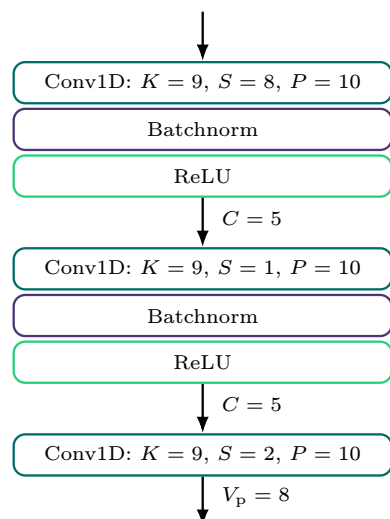 Conv1D: K = 9, S = 8, P = 10
Batchnorm
ReLU
C = 5
Conv1D: K = 9, S = 1, P = 10
Batchnorm
ReLU
C = 5
Conv1D: K = 9, S = 2, P = 10
Vₚ = 8